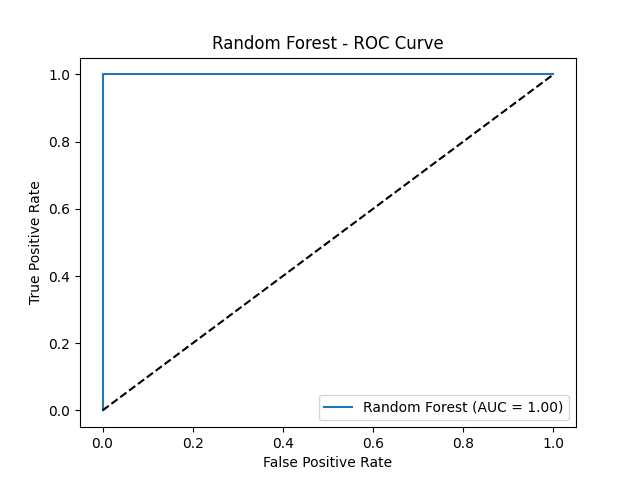 Random Forest - ROC Curve
True Positive Rate
1.0
0.8
0.6
0.4
0.2
0.0
0.0 0.2 0.4 0.6 0.8 1.0
False Positive Rate
Random Forest (AUC = 1.00)